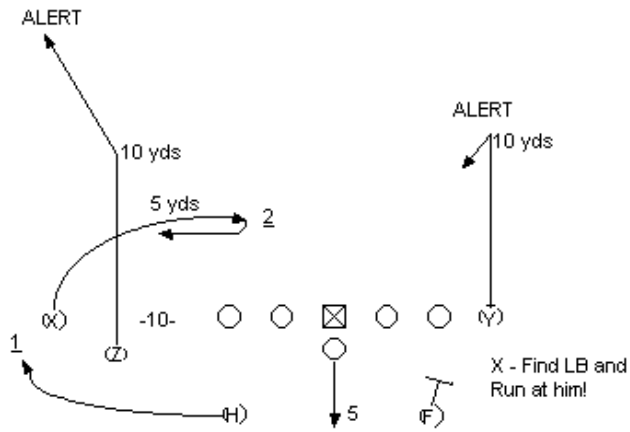 ALERT
ALERT
10 yds
10 yds
5 yds
2
(X)
-10-
(Y)
1
(Z)
X - Find LB and
Run at him!
(H)
5
(F)